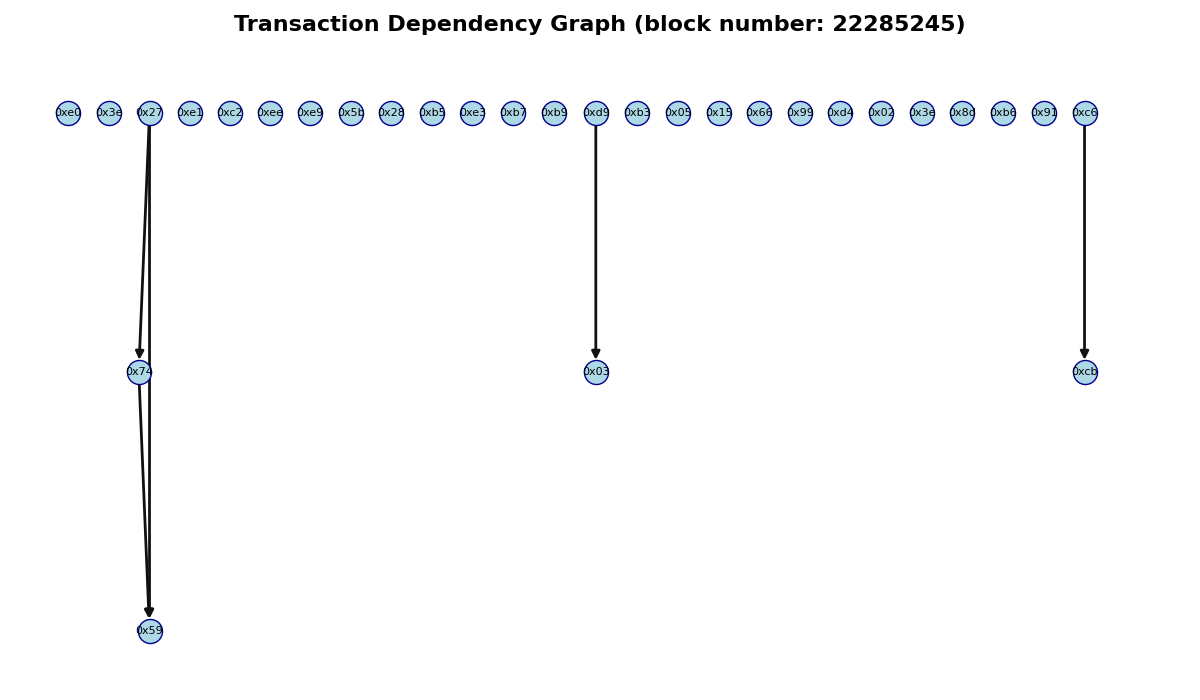 Transaction Dependency Graph (block number: 22285245)
0xe0 0x3e 0x27 0xe1 0xc2 0xee 0xe9 0x5b 0x28 0xb5 0xe3 0xb7 0xb9 0xd9 0xb3 0x05 0x15 0x66 0x99 0xd4 0x02 0x3e 0x8d 0xb6 0x91 0xc6
0x74 0x03 0xcb
0x59